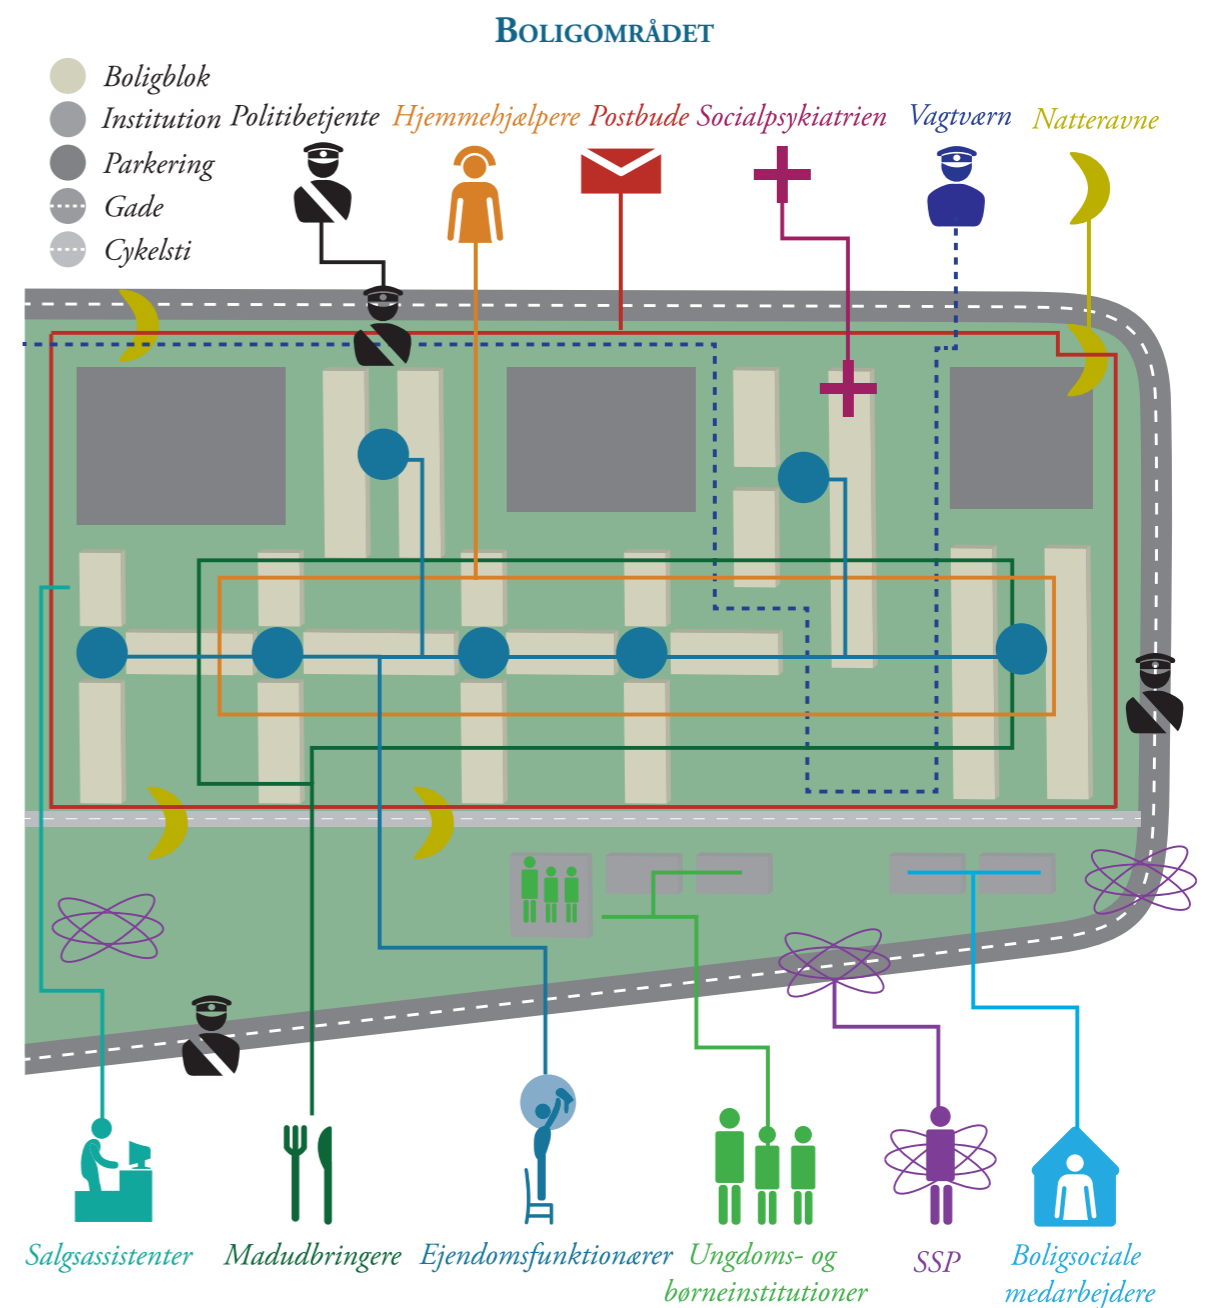 BOLIGOMRÅDET
Boligblok
Institution
Parkering
Gade
Cykelsti
Politibetjente
Hjemmehjælpere
Postbude
Socialpsykiatrien
Vagtværn
Natteravne
Salgsassistenter
Madudbringere
Ejendomsfunktionærer
Ungdoms- og
børneinstitutioner
SSP
Boligsociale
medarbejdere